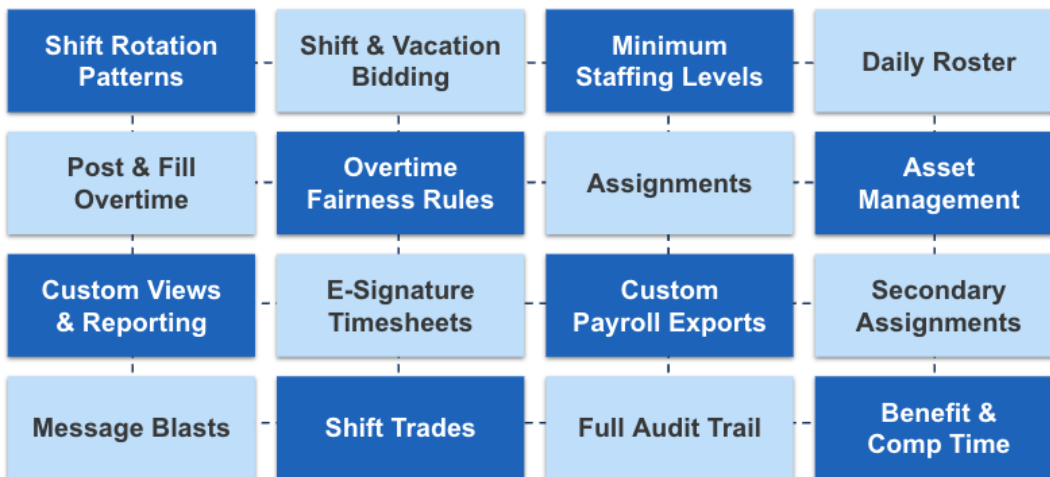 Shift Rotation
Patterns
Shift & Vacation
Bidding
Minimum
Staffing Levels
Daily Roster
Post & Fill
Overtime
Overtime
Fairness Rules
Assignments
Asset
Management
Custom Views
& Reporting
E-Signature
Timesheets
Custom
Payroll Exports
Secondary
Assignments
Message Blasts
Shift Trades
Full Audit Trail
Benefit &
Comp Time